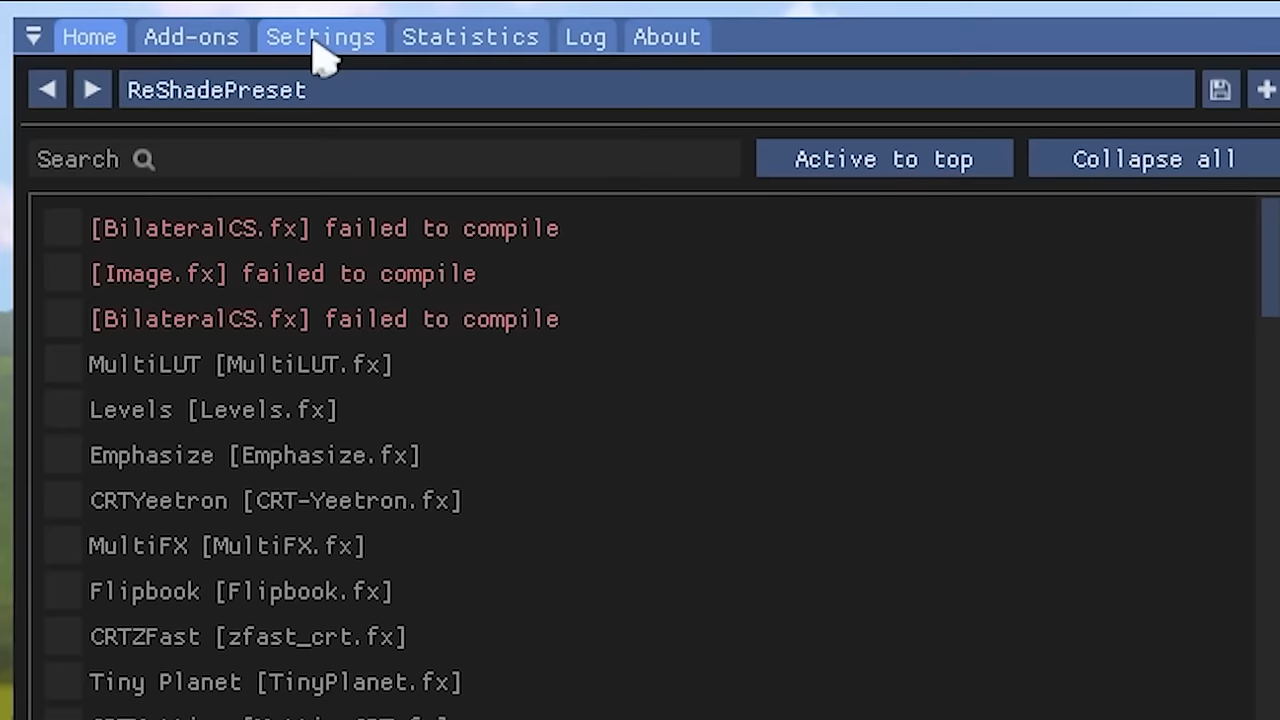 Home Add-ons Settings Statistics Log About
ReShadePreset
Search Active to top Collapse all
[BilateralCS.fx] failed to compile
[Image.fx] failed to compile
[BilateralCS.fx] failed to compile
MultiLUT [MultiLUT.fx]
Levels [Levels.fx]
Emphasize [Emphasize.fx]
CRTYeetron [CRT-Yeetron.fx]
MultiFX [MultiFX.fx]
Flipbook [Flipbook.fx]
CRTZFast [zfast_crt.fx]
Tiny Planet [TinyPlanet.fx]